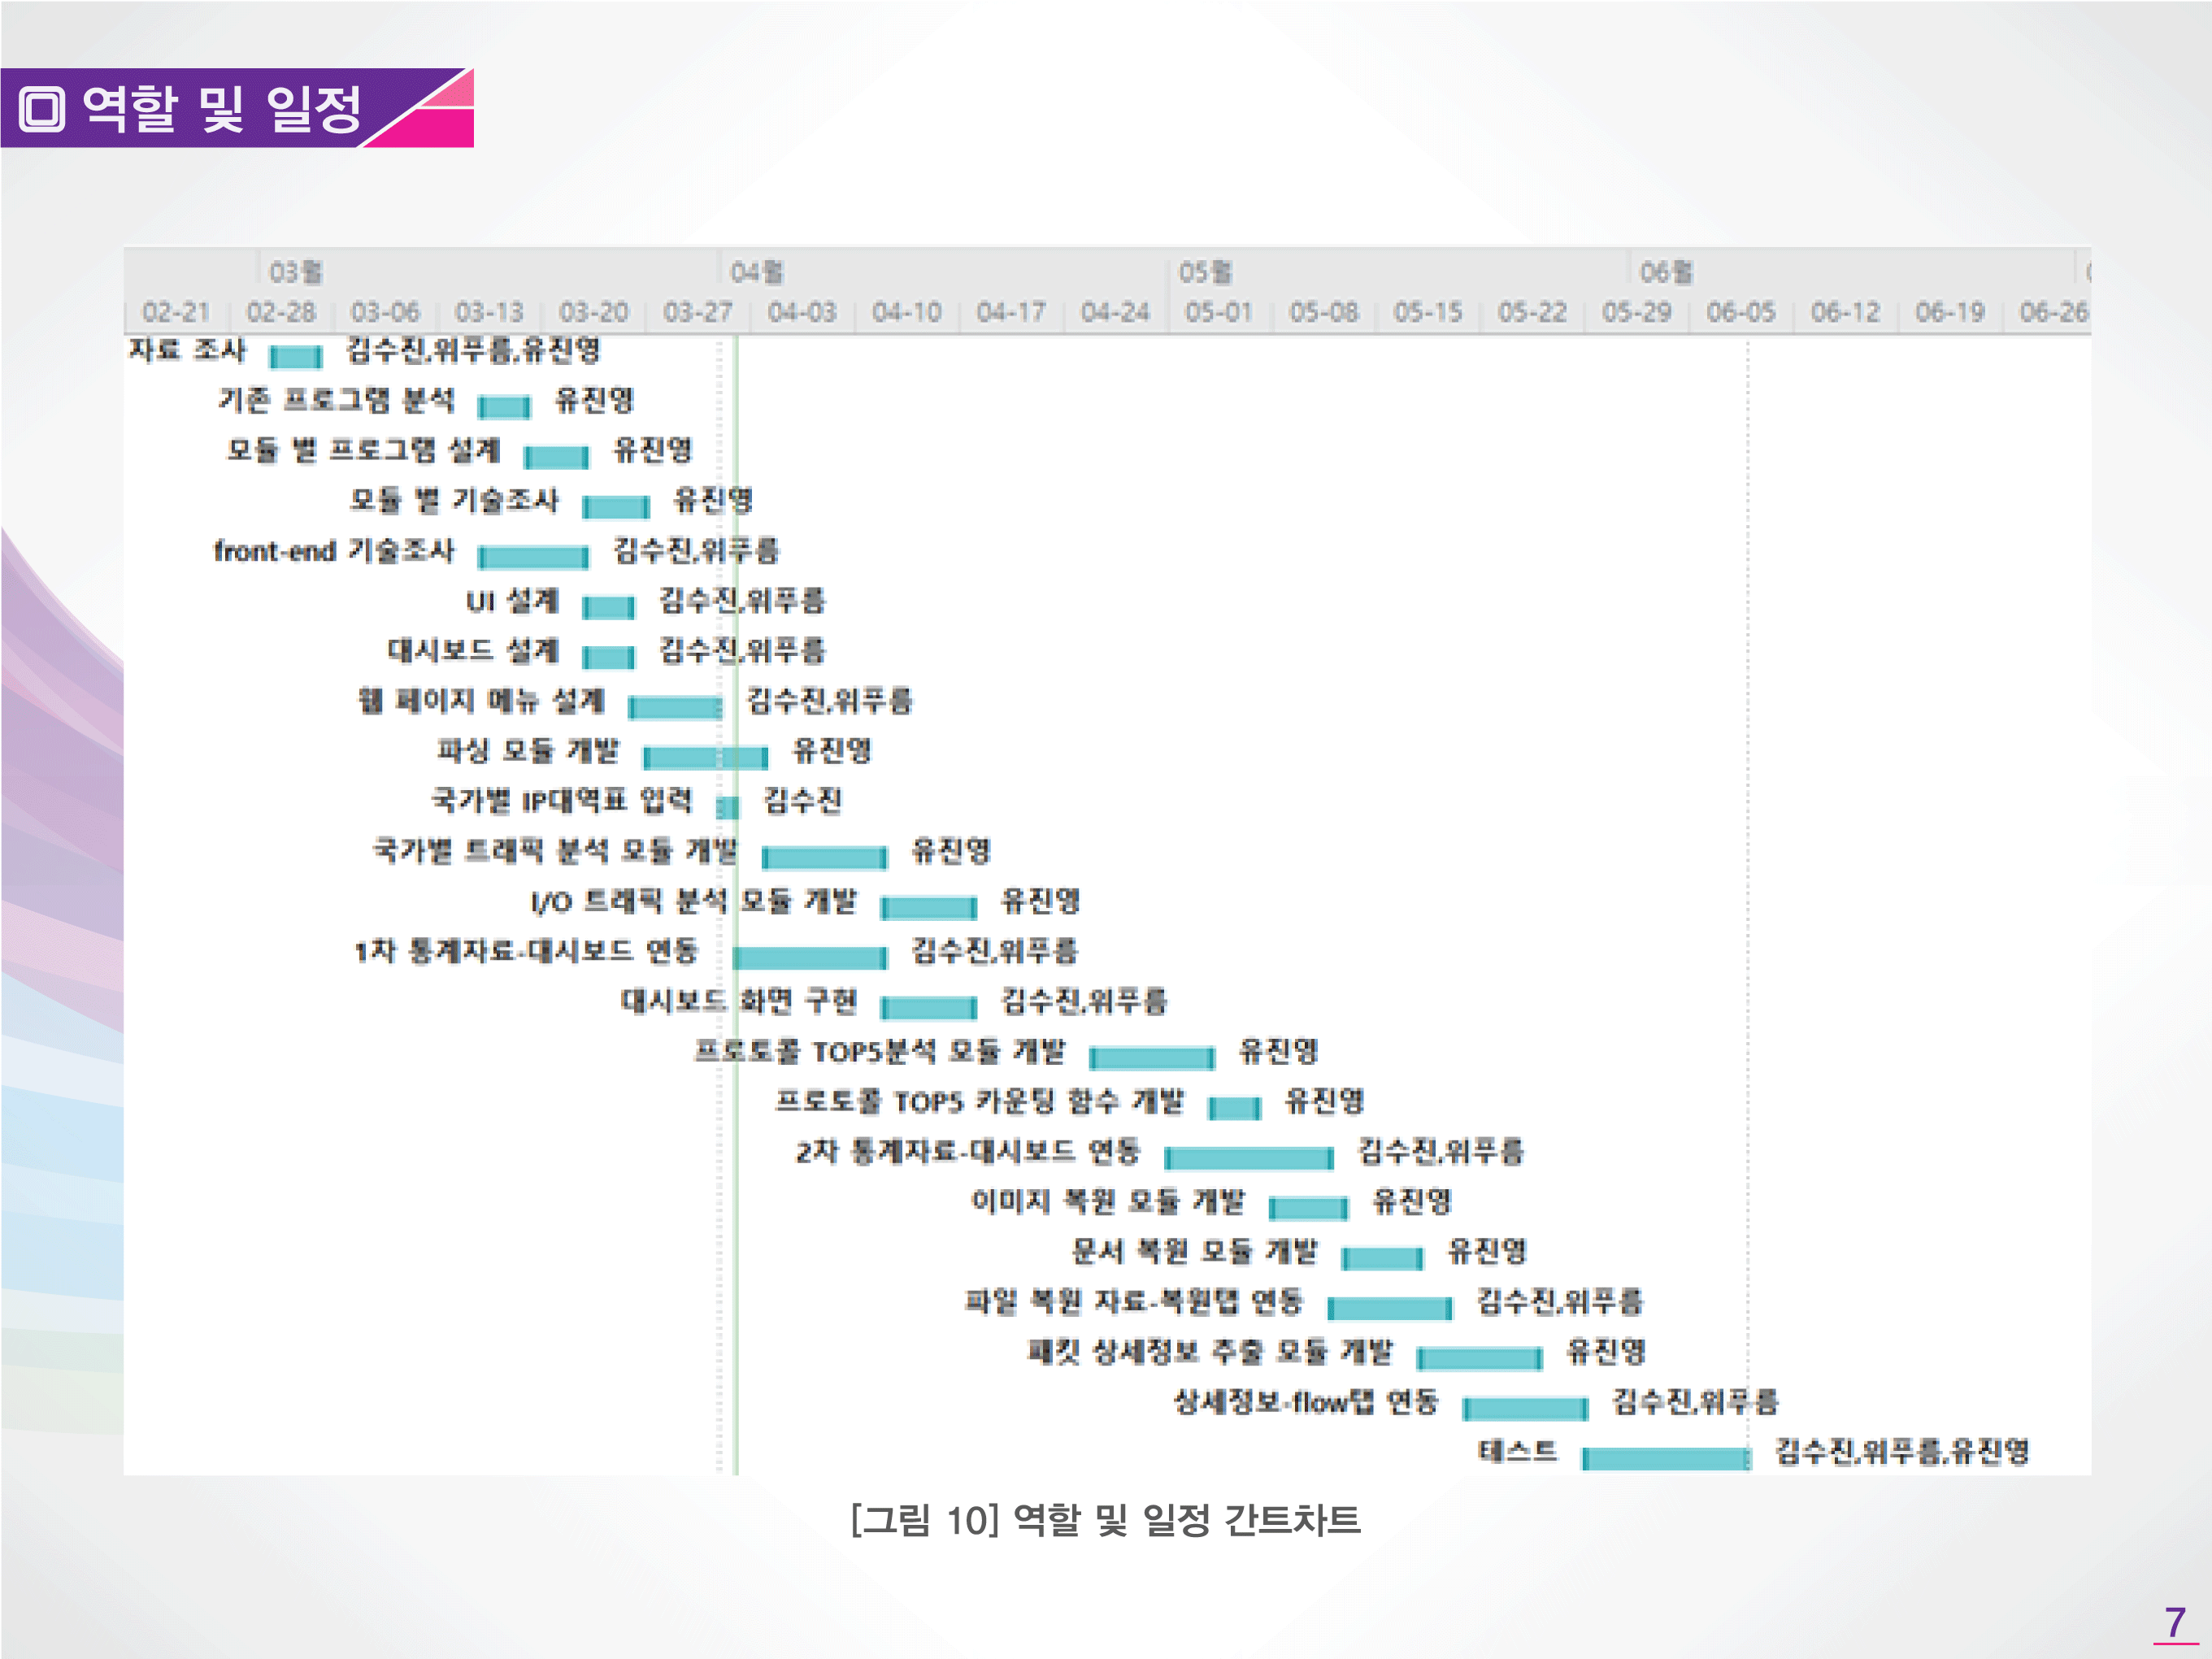 역할 및 일정
03월 04월 05월 06월
02-21 02-28 03-06 03-13 03-20 03-27 04-03 04-10 04-17 04-24 05-01 05-08 05-15 05-22 05-29 06-05 06-12 06-19 06-26
자료 조사 김수진,위푸름,유진영
기존 프로그램 분석 유진영
모듈 별 프로그램 설계 유진영
모듈 별 기술조사 유진영
front-end 기술조사 김수진,위푸름
UI 설계 김수진,위푸름
대시보드 설계 김수진,위푸름
웹 페이지 메뉴 설계 김수진,위푸름
파싱 모듈 개발 유진영
국가별 IP대역표 입력 김수진
국가별 트래픽 분석 모듈 개발 유진영
I/O 트래픽 분석 모듈 개발 유진영
1차 통계자료-대시보드 연동 김수진,위푸름
대시보드 화면 구현 김수진,위푸름
프로토콜 TOP5분석 모듈 개발 유진영
프로토콜 TOP5 카운팅 함수 개발 유진영
2차 통계자료-대시보드 연동 김수진,위푸름
이미지 복원 모듈 개발 유진영
문서 복원 모듈 개발 유진영
파일 복원 자료-복원탭 연동 김수진,위푸름
패킷 상세정보 추출 모듈 개발 유진영
상세정보-flow탭 연동 김수진,위푸름
테스트 김수진,위푸름,유진영
[그림 10] 역할 및 일정 간트차트
7